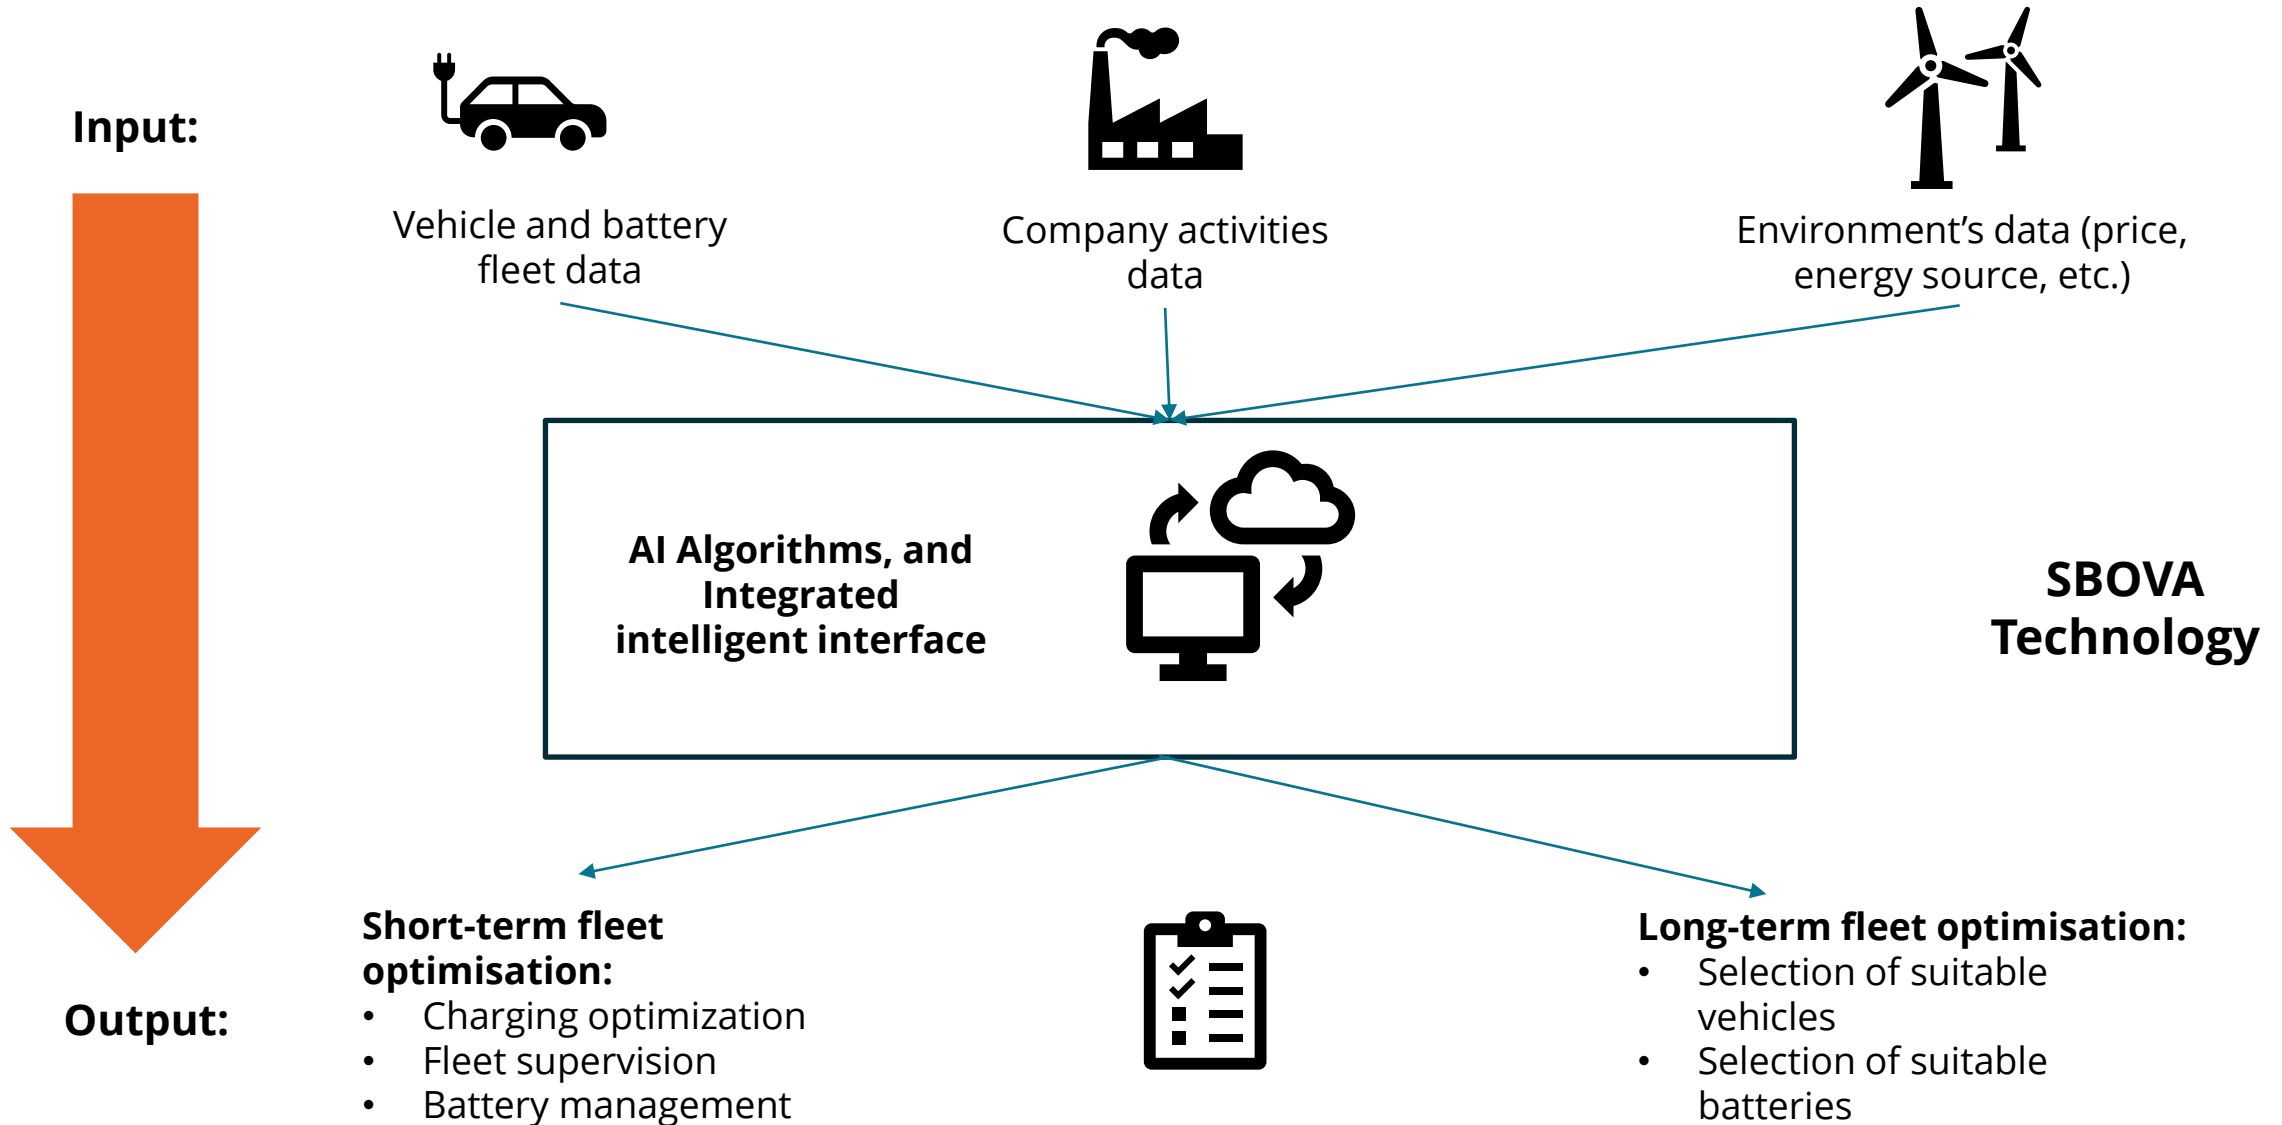 Input:
Vehicle and battery
fleet data
Company activities
data
Environment’s data (price,
energy source, etc.)
AI Algorithms, and
Integrated
intelligent interface
SBOVA
Technology
Output:
Short-term fleet
optimisation:
• Charging optimization
• Fleet supervision
• Battery management
Long-term fleet optimisation:
• Selection of suitable
vehicles
• Selection of suitable
batteries